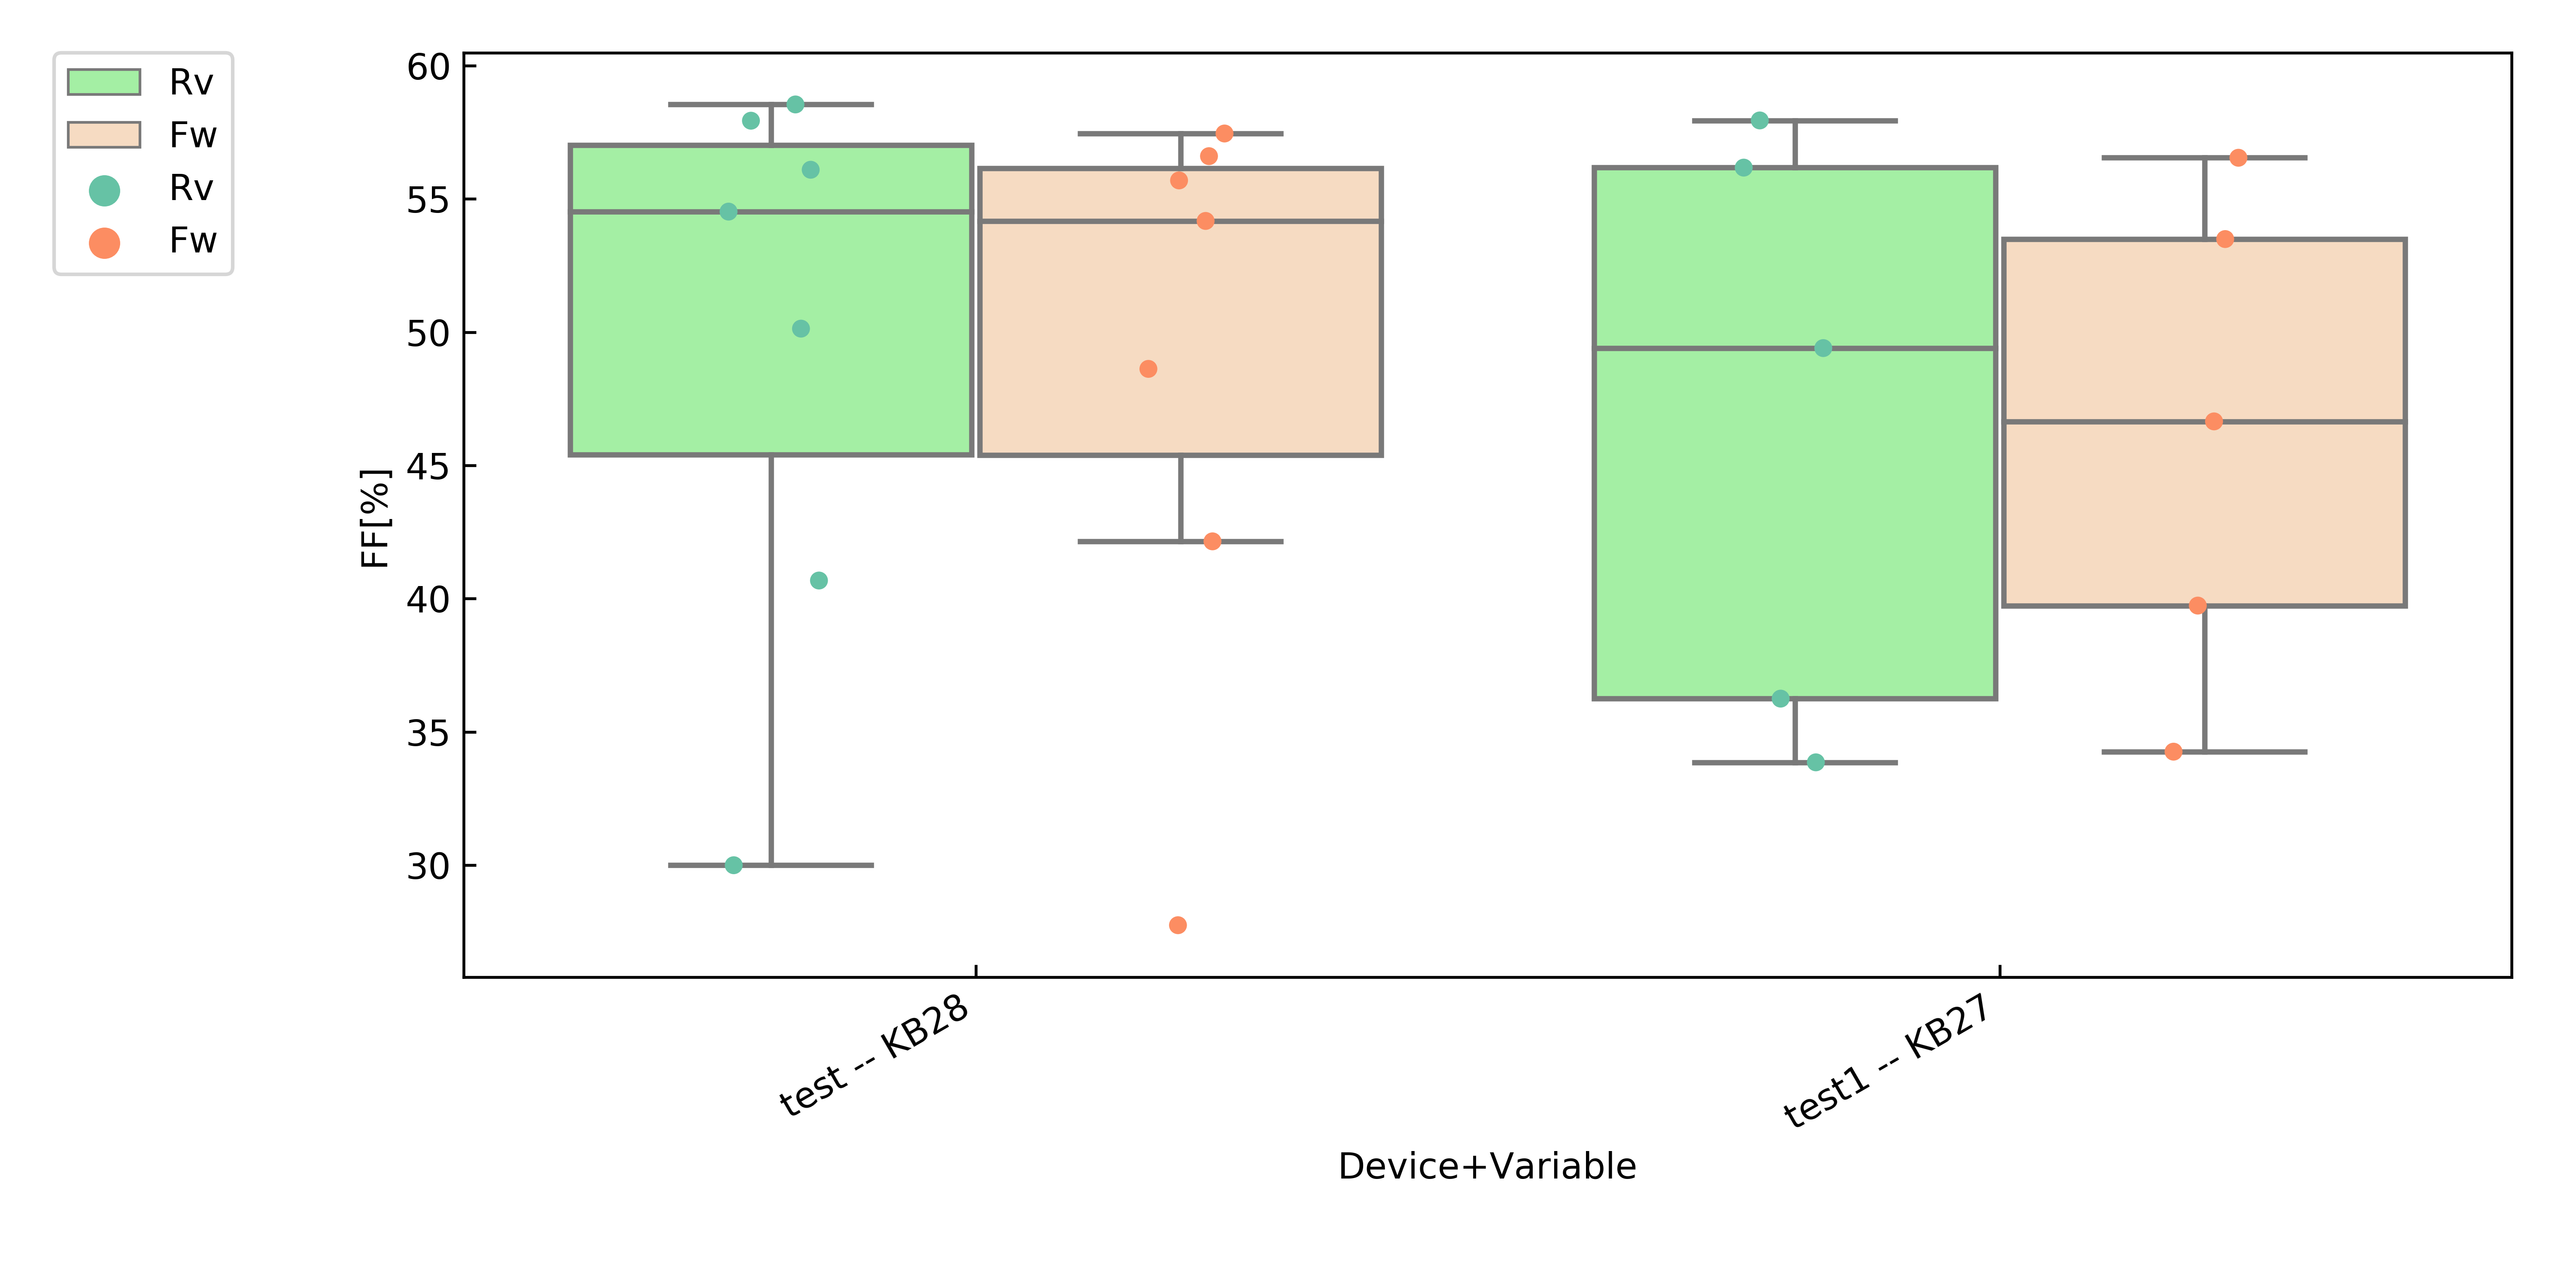 Rv
Fw
Rv
Fw
60
55
50
45
40
35
30
FF[%]
test -- KB28
test1 -- KB27
Device+Variable